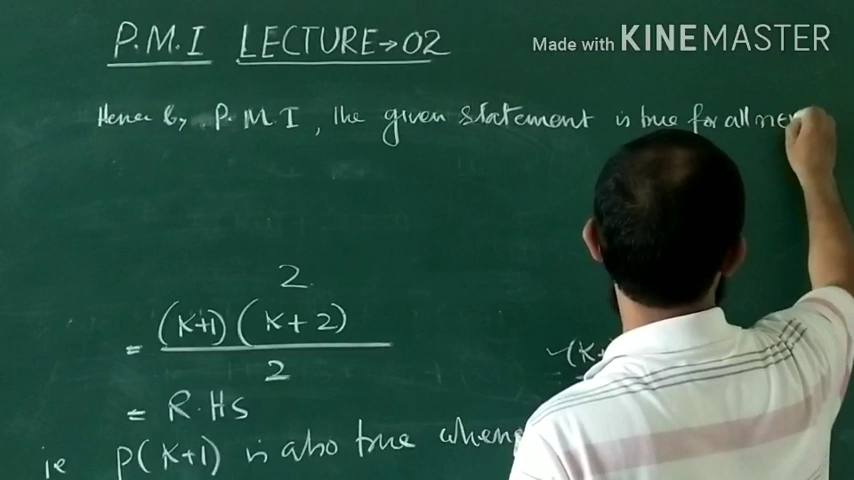 P.M.I LECTURE→02
Made with KINEMASTER
Hence by P.M.I, the given statement is true for all n∈
2
= (K+1)(K+2)
2
= R.HS
ie P(K+1) is also true when